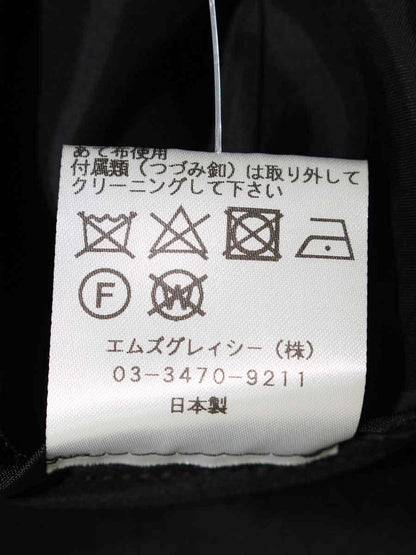 あて布使用
付属類（つづみ釦）は取り外して
クリーニングして下さい
F W
エムズグレイシー（株）
03-3470-9211
日本製